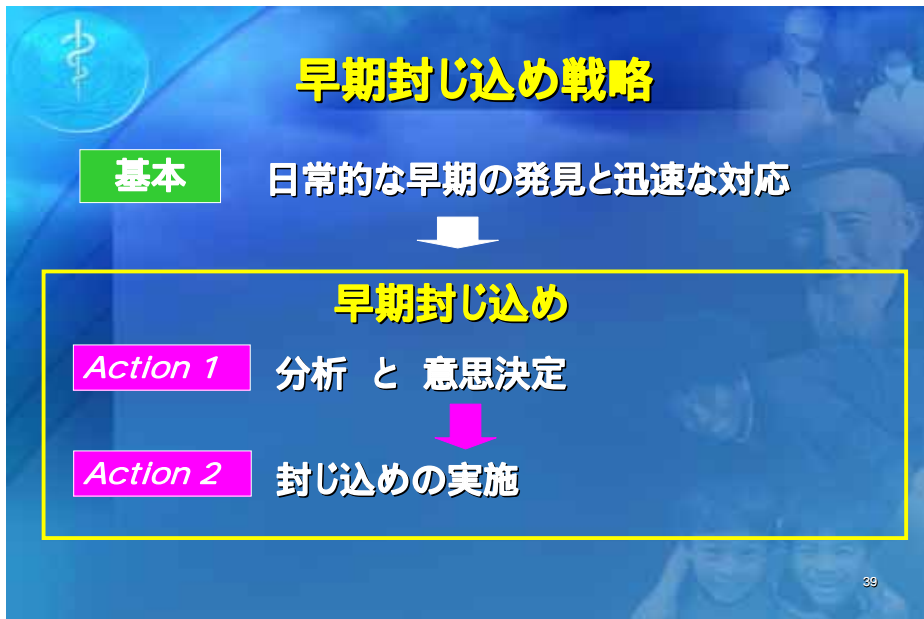 早期封じ込め戦略
基本 日常的な早期の発見と迅速な対応
早期封じ込め
Action 1 分析 と 意思決定
Action 2 封じ込めの実施
39